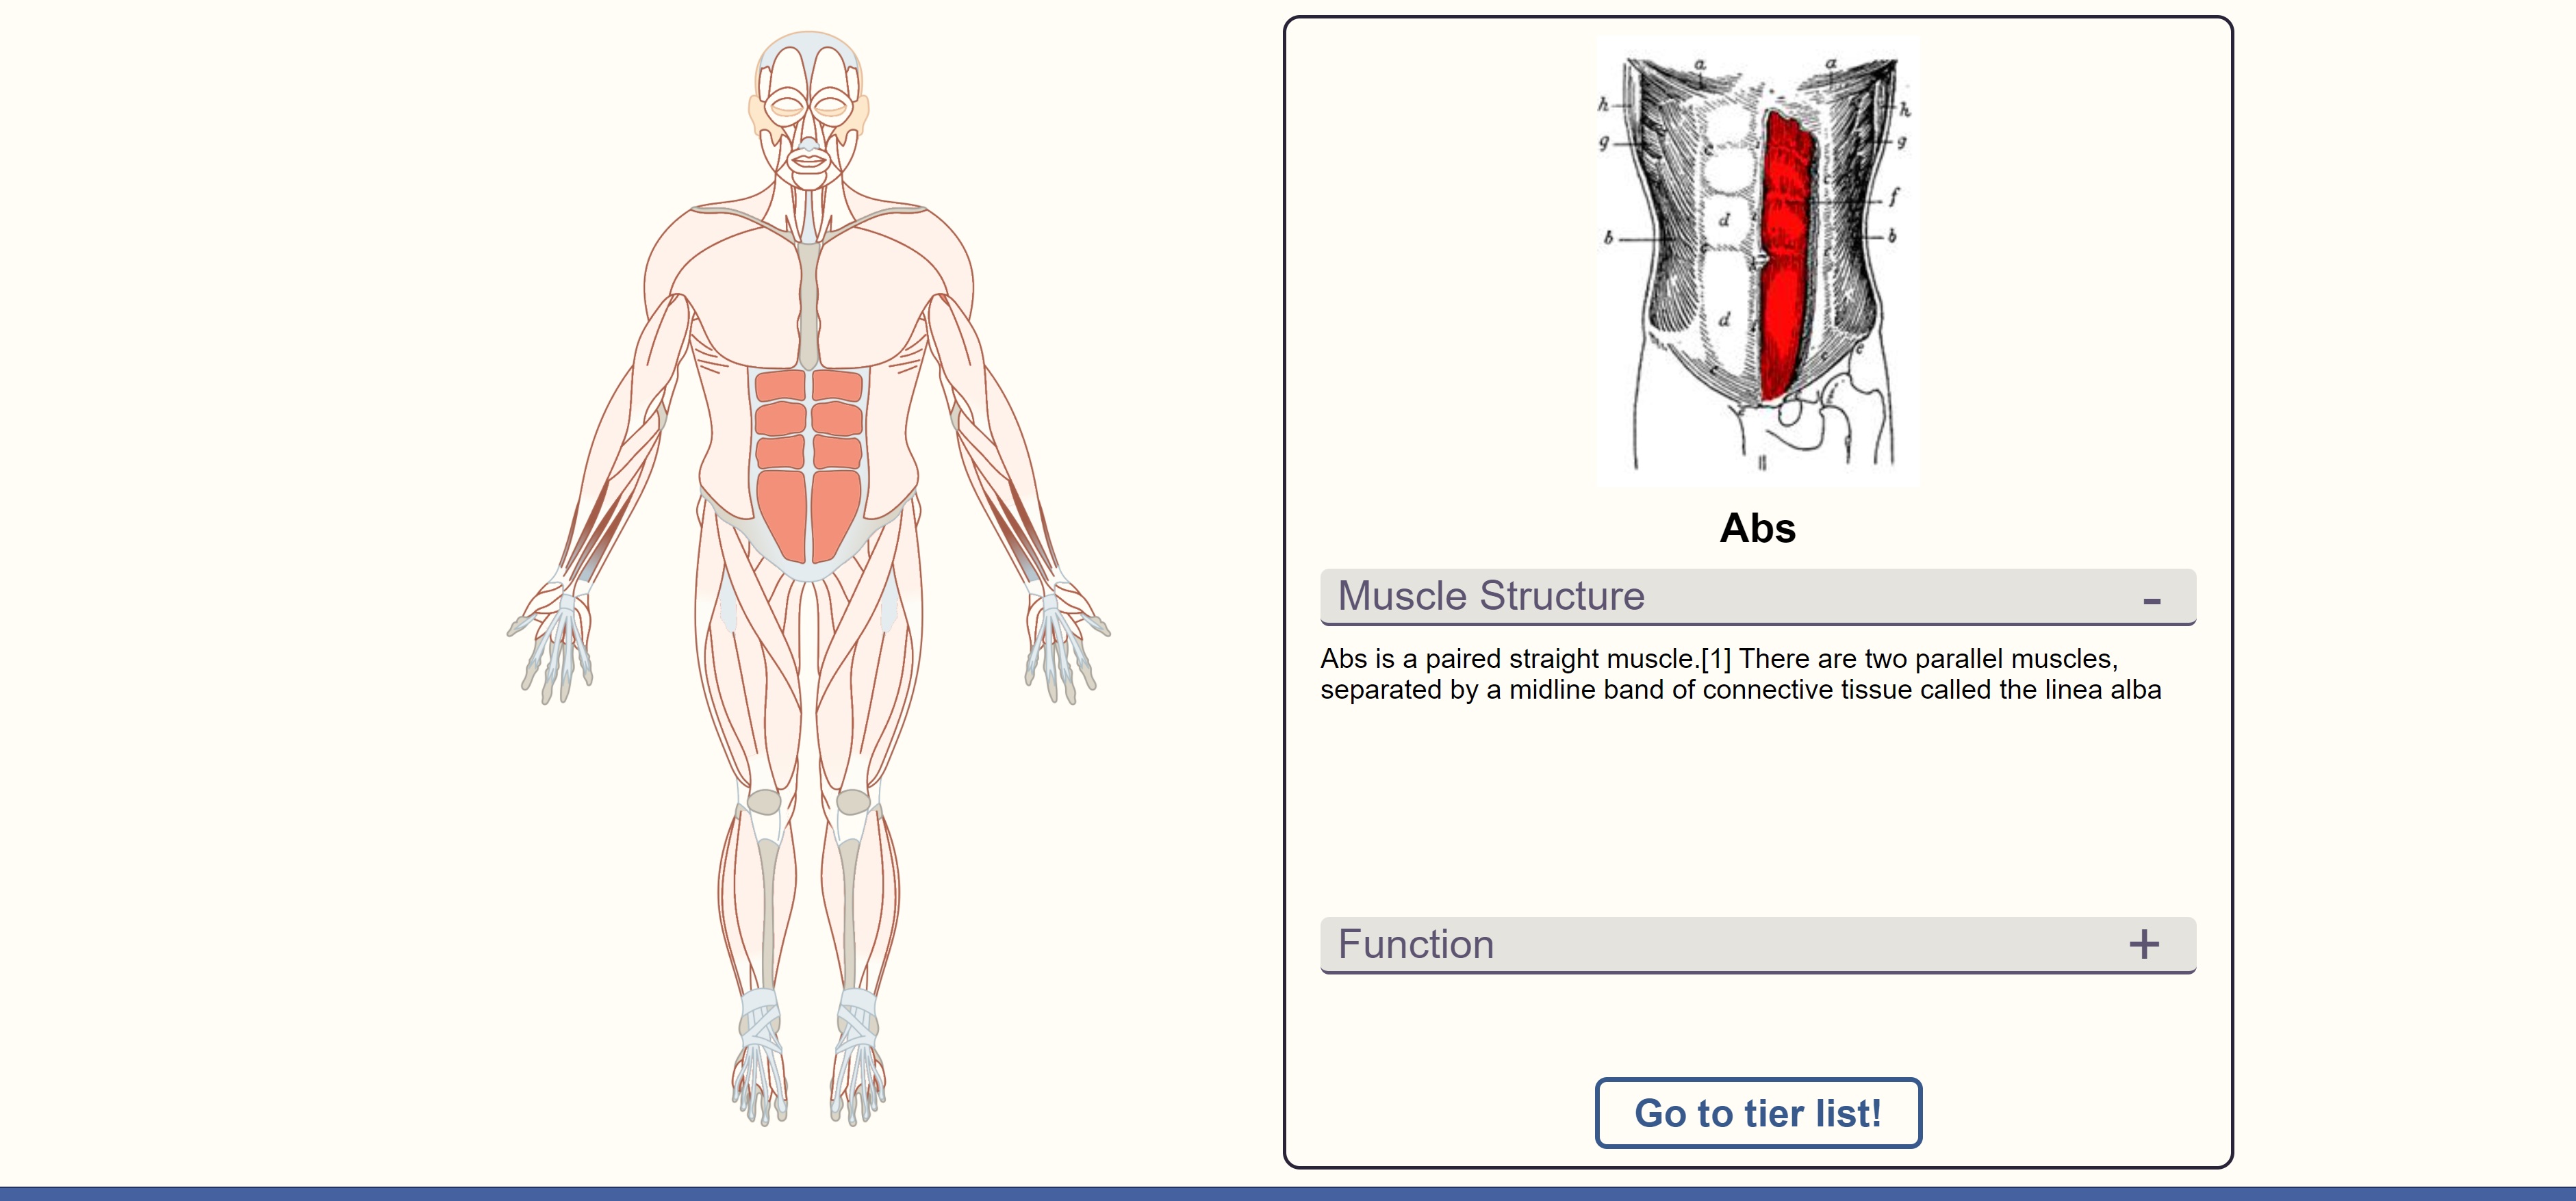 a a
h h
g g
c c
f
d
b b
c c
d
c e
c
Abs
Muscle Structure -
Abs is a paired straight muscle.[1] There are two parallel muscles,
separated by a midline band of connective tissue called the linea alba
Function +
Go to tier list!